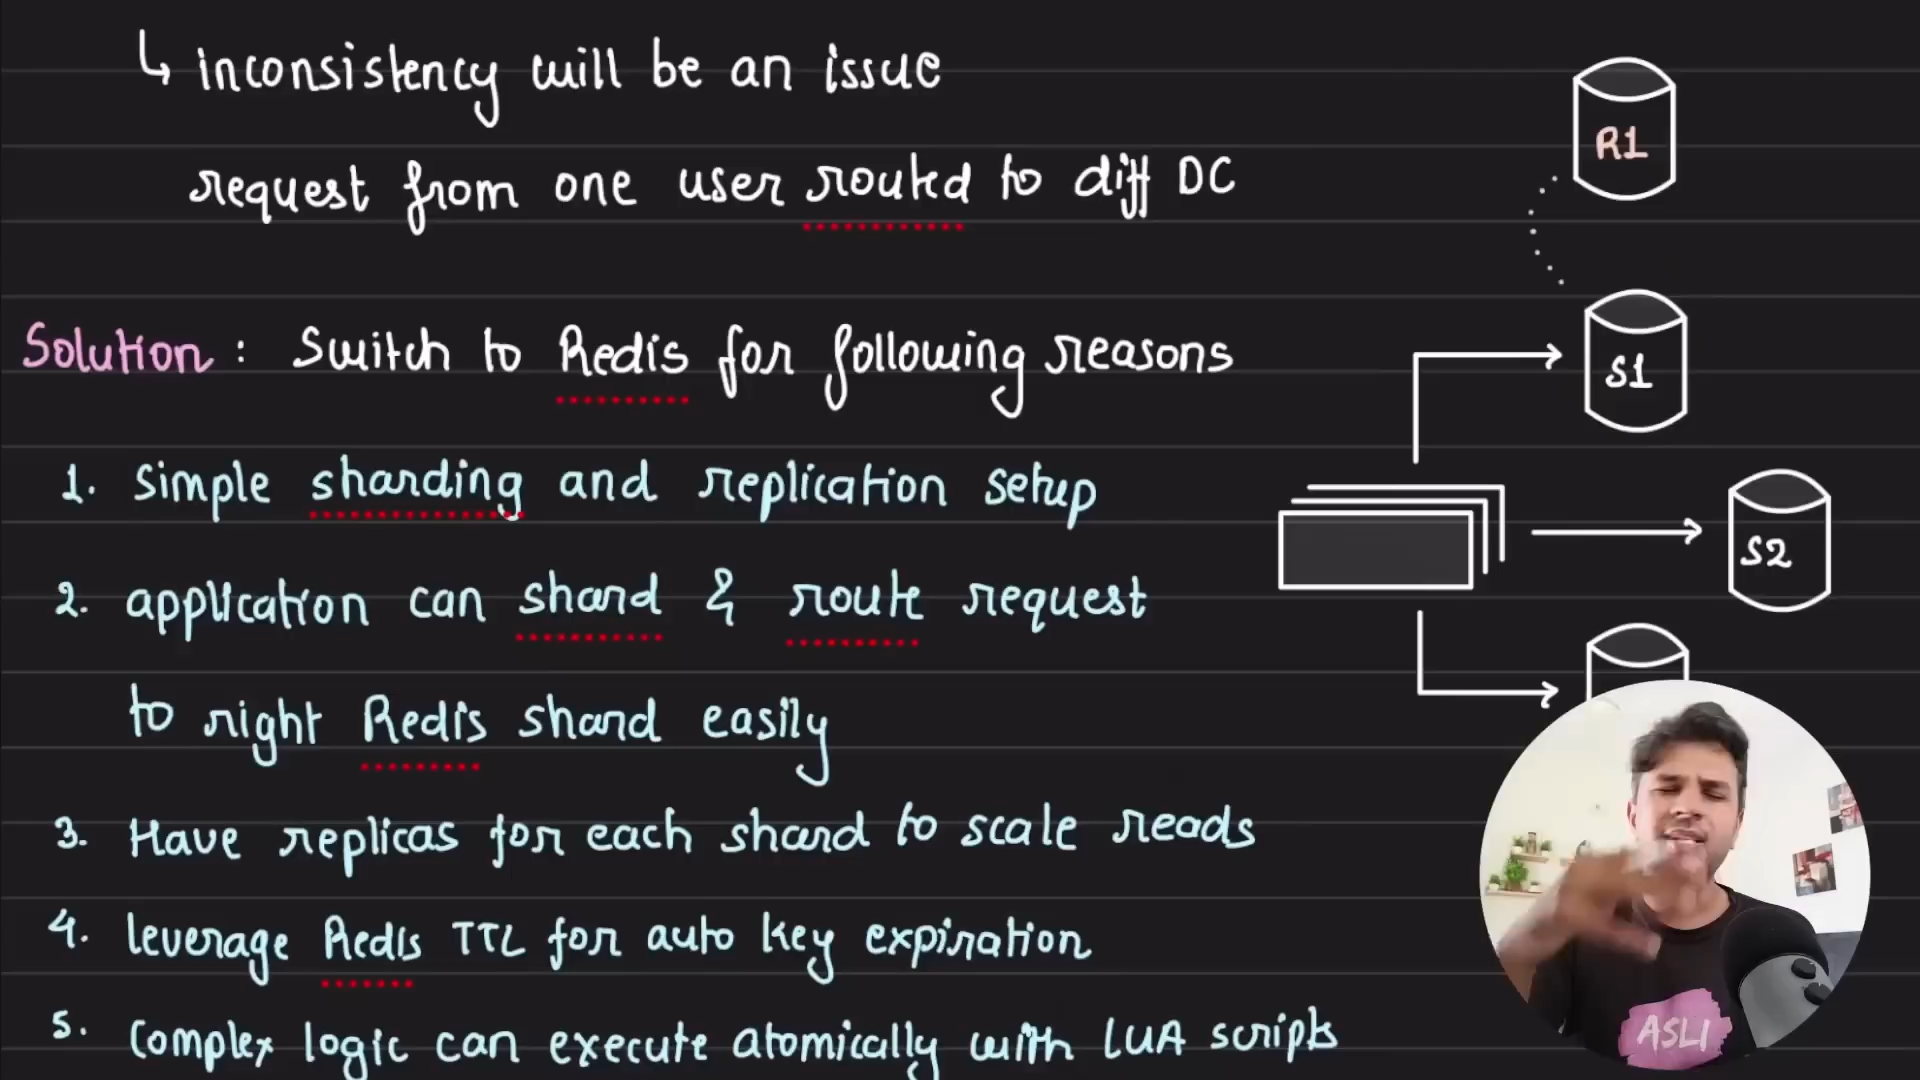 ↳ inconsistency will be an issue
request from one user routed to diff DC
Solution : Switch to Redis for following reasons
1. simple sharding and replication setup
2. application can shard & route request
to right Redis shard easily
3. Have replicas for each shard to scale reads
4. leverage Redis TTL for auto key expiration
5. Complex logic can execute atomically with LUA scripts
R1
S1
S2
ASLI